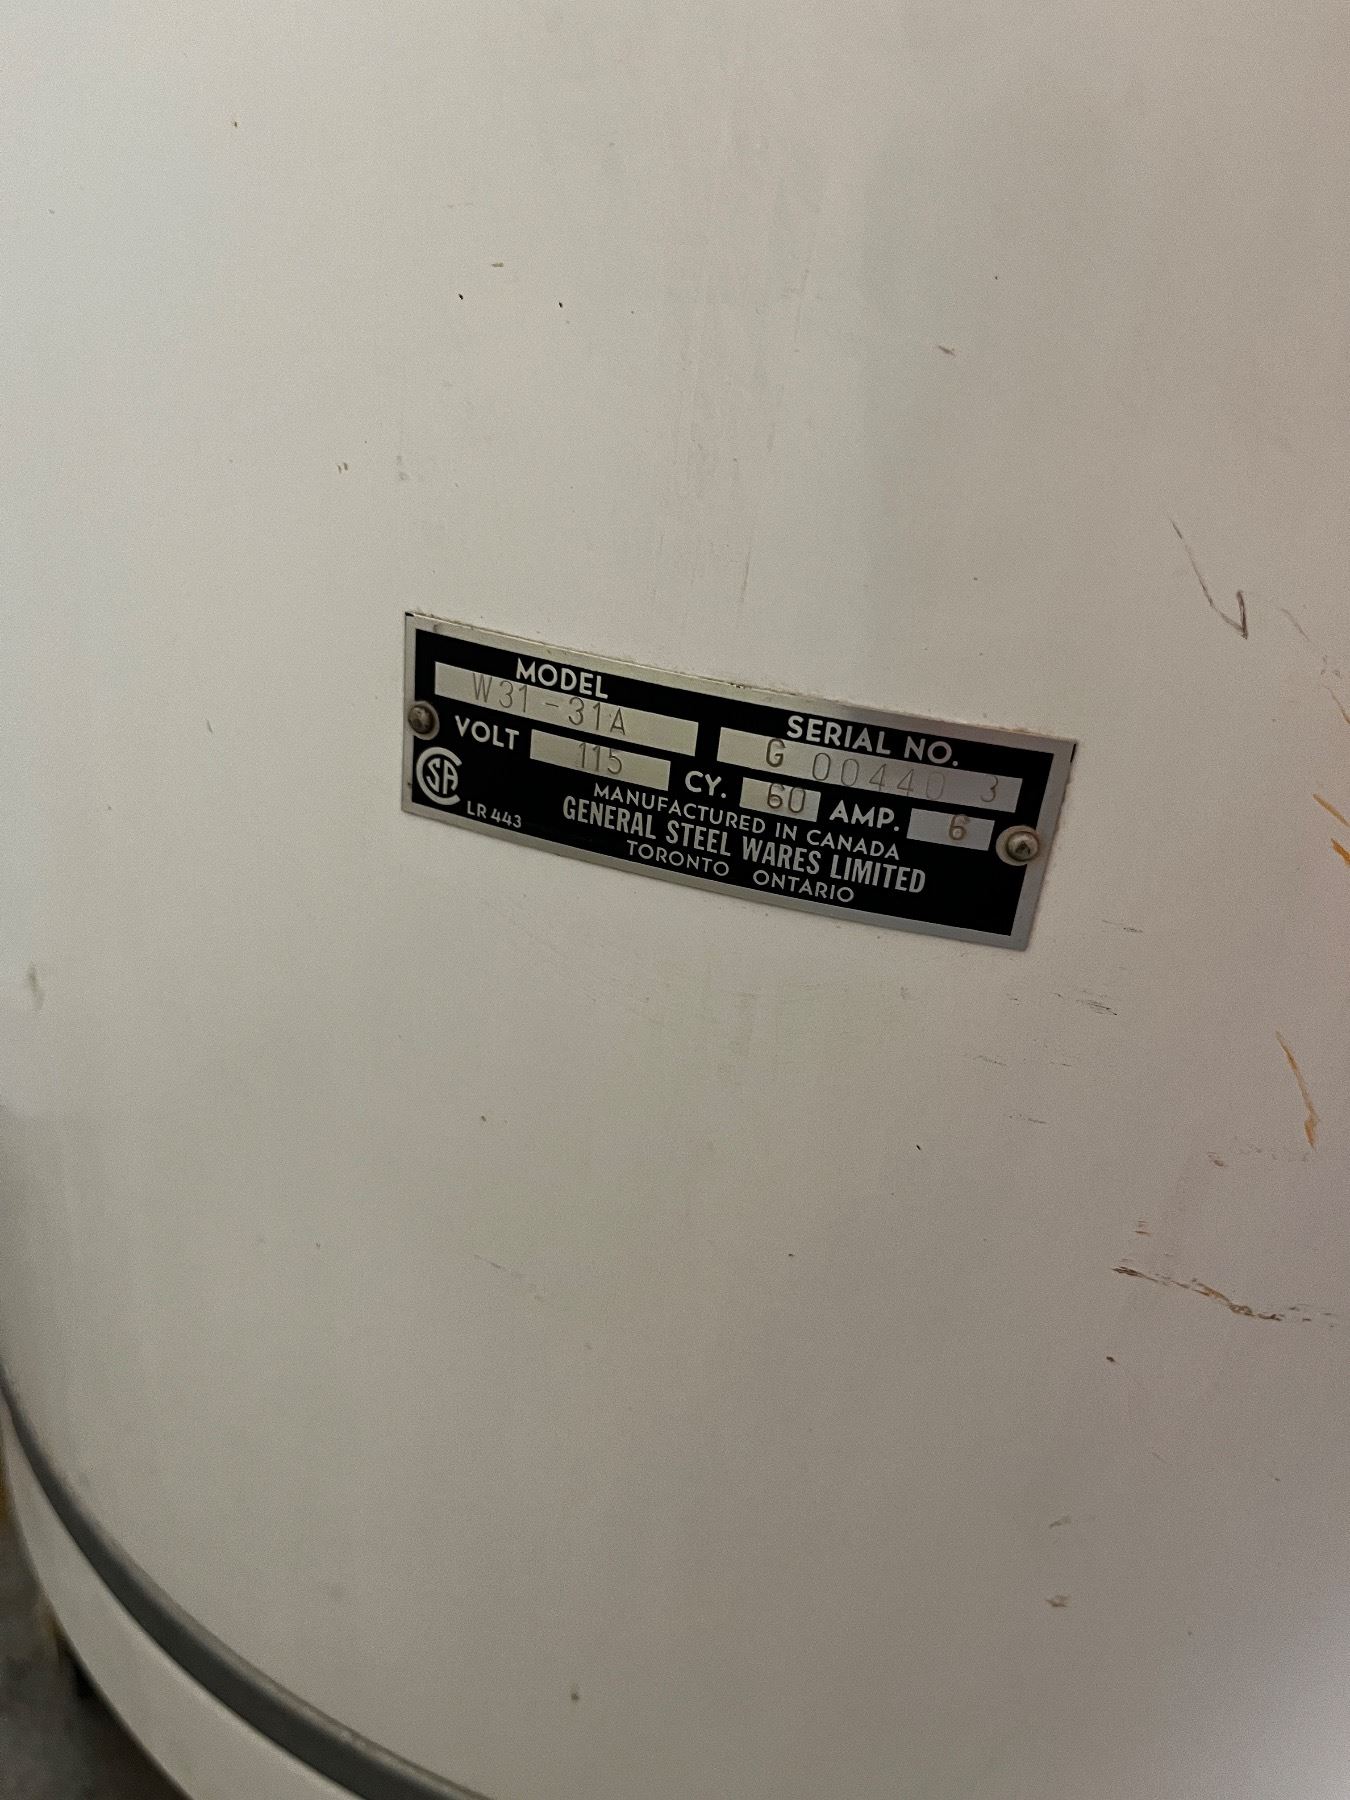 MODEL
W31-31A
SERIAL NO.
G 00440 3
VOLT 115 CY. 60 AMP. 6
CSA
LR 443
MANUFACTURED IN CANADA
GENERAL STEEL WARES LIMITED
TORONTO ONTARIO